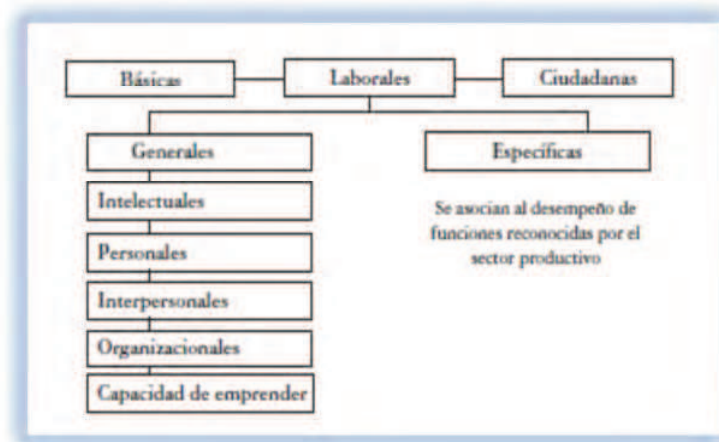 Básicas
Laborales
Ciudadanas
Generales
Específicas
Intelectuales
Personales
Interpersonales
Organizacionales
Capacidad de emprender
Se asocian al desempeño de
funciones reconocidas por el
sector productivo